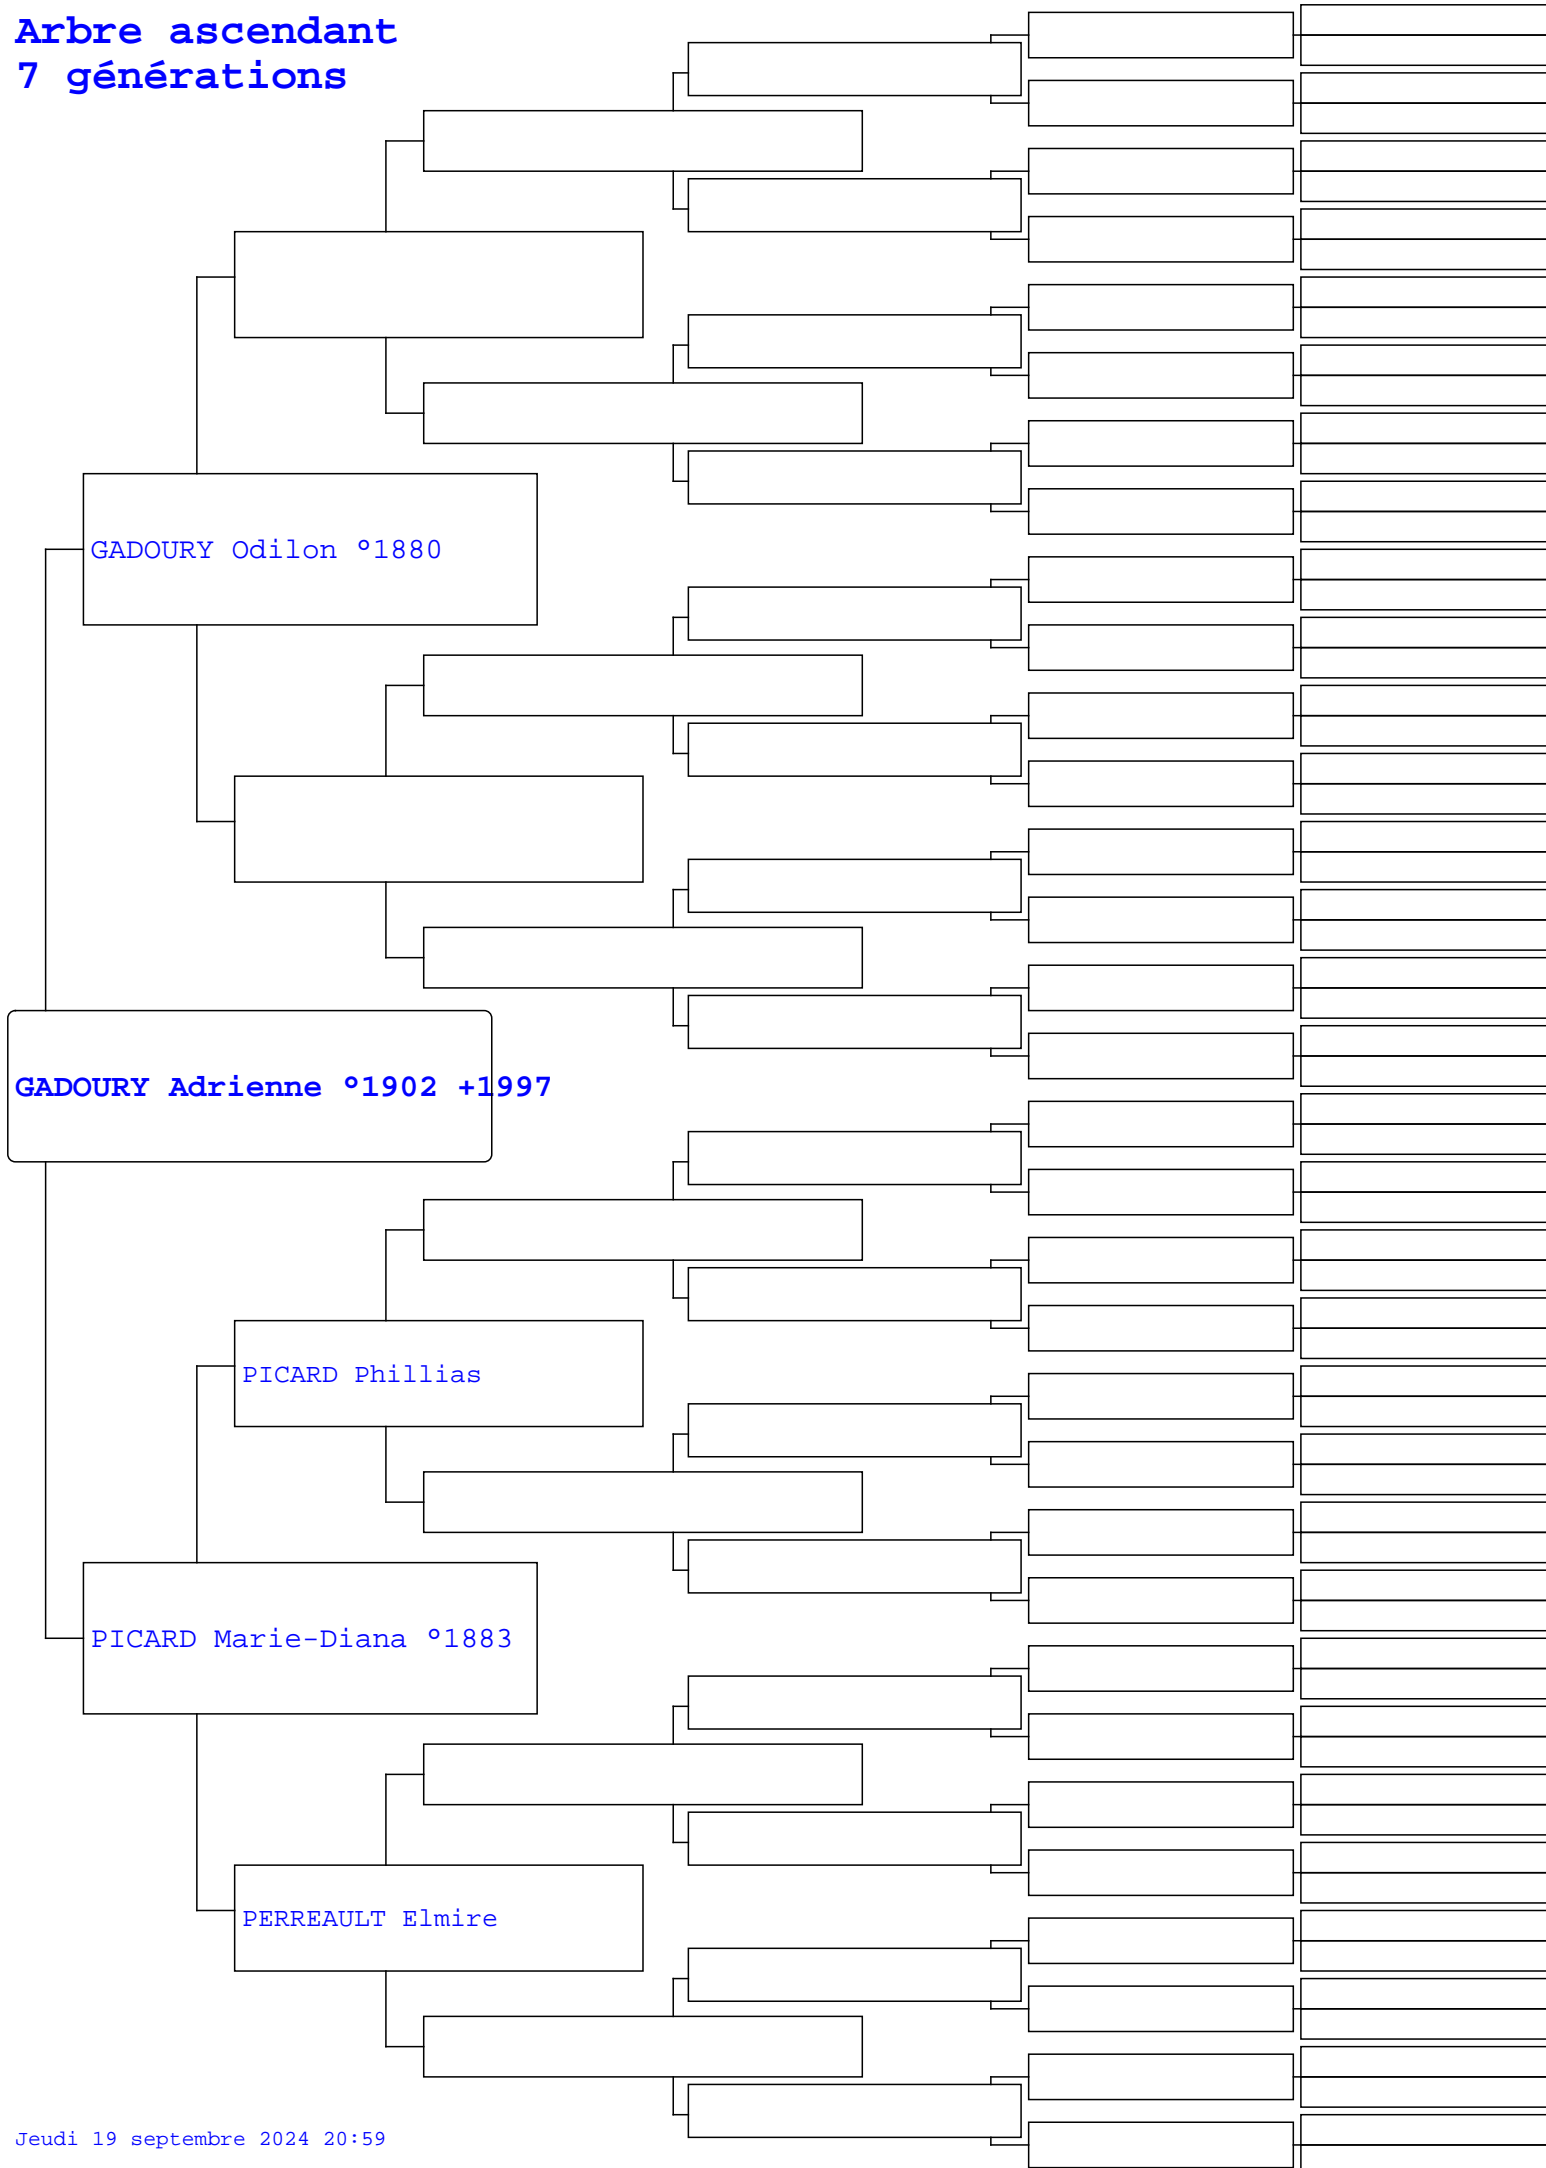 Arbre ascendant
7 générations
GADOURY Odilon °1880
GADOURY Adrienne °1902 +1997
PICARD Phillias
PICARD Marie-Diana °1883
PERREAULT Elmire
Jeudi 19 septembre 2024 20:59